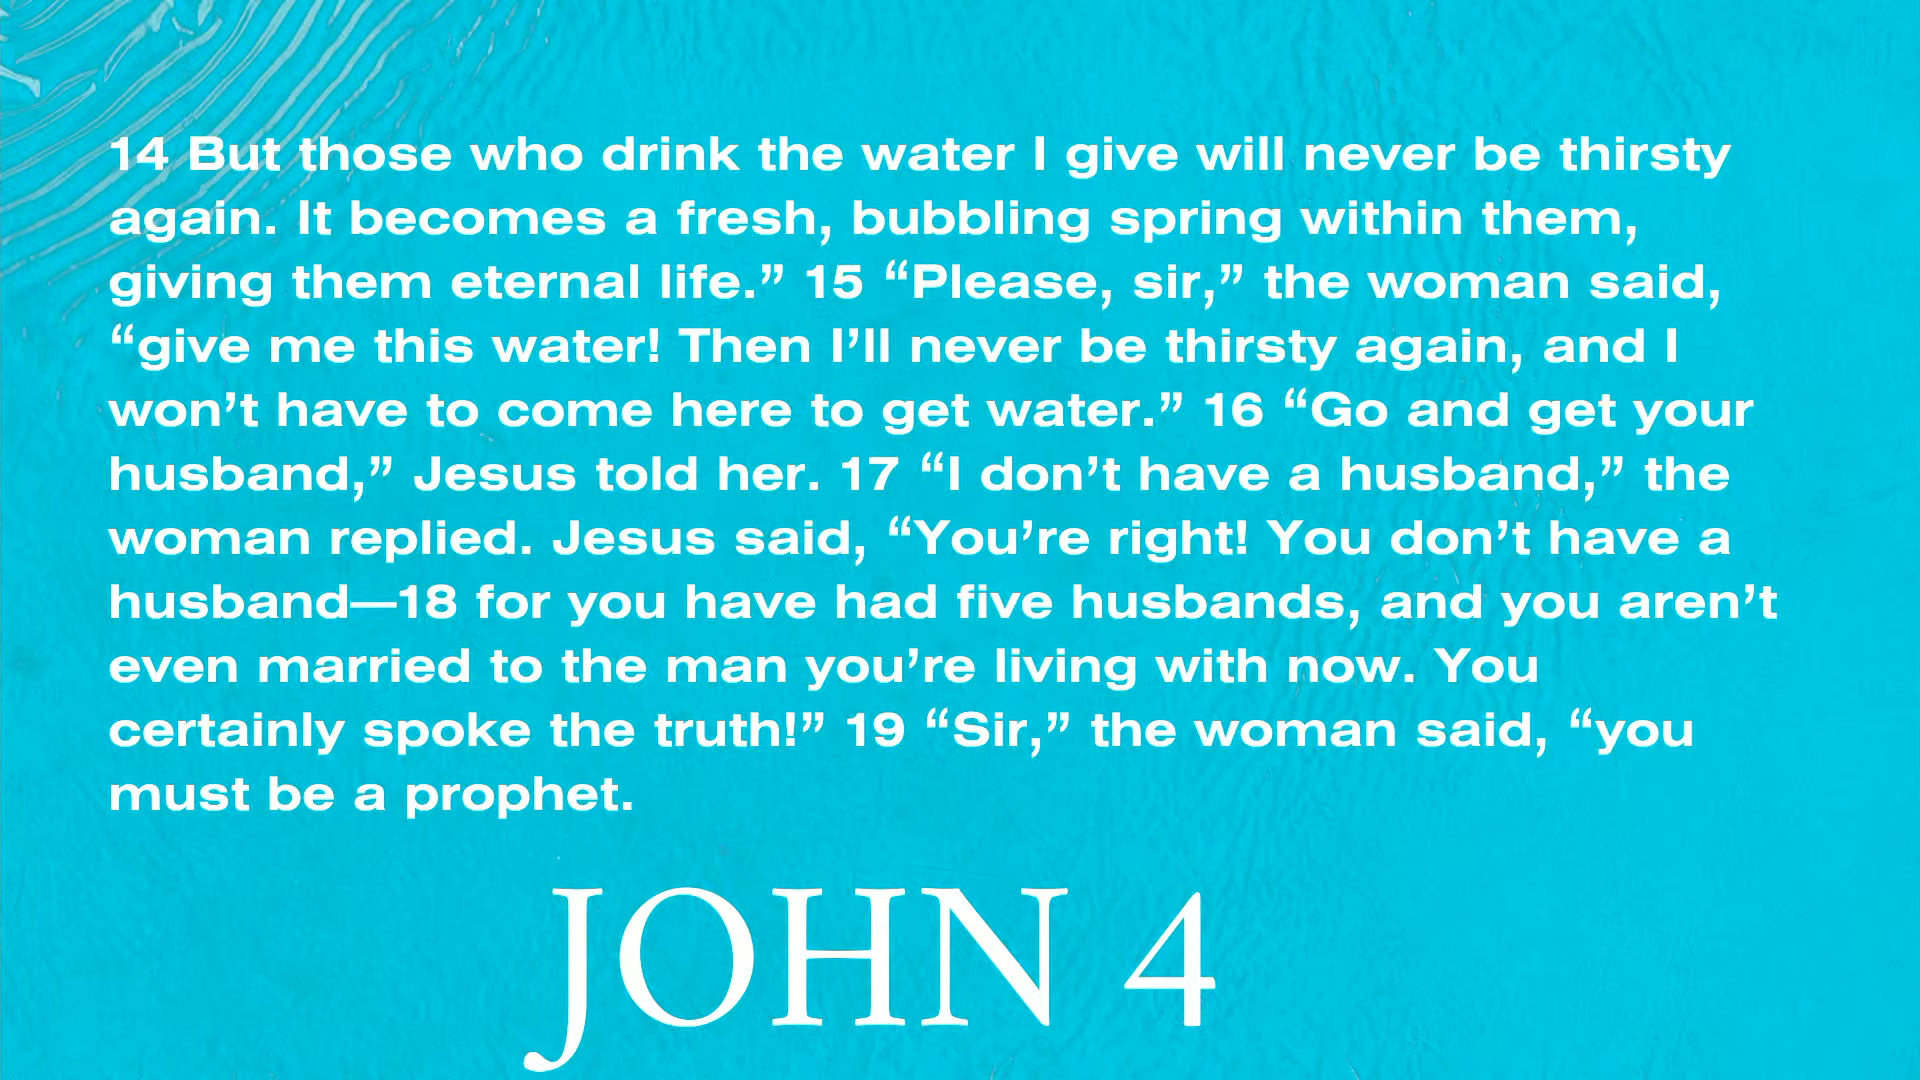 14 But those who drink the water I give will never be thirsty
again. It becomes a fresh, bubbling spring within them,
giving them eternal life.” 15 “Please, sir,” the woman said,
“give me this water! Then I’ll never be thirsty again, and I
won’t have to come here to get water.” 16 “Go and get your
husband,” Jesus told her. 17 “I don’t have a husband,” the
woman replied. Jesus said, “You’re right! You don’t have a
husband—18 for you have had five husbands, and you aren’t
even married to the man you’re living with now. You
certainly spoke the truth!” 19 “Sir,” the woman said, “you
must be a prophet.
JOHN 4